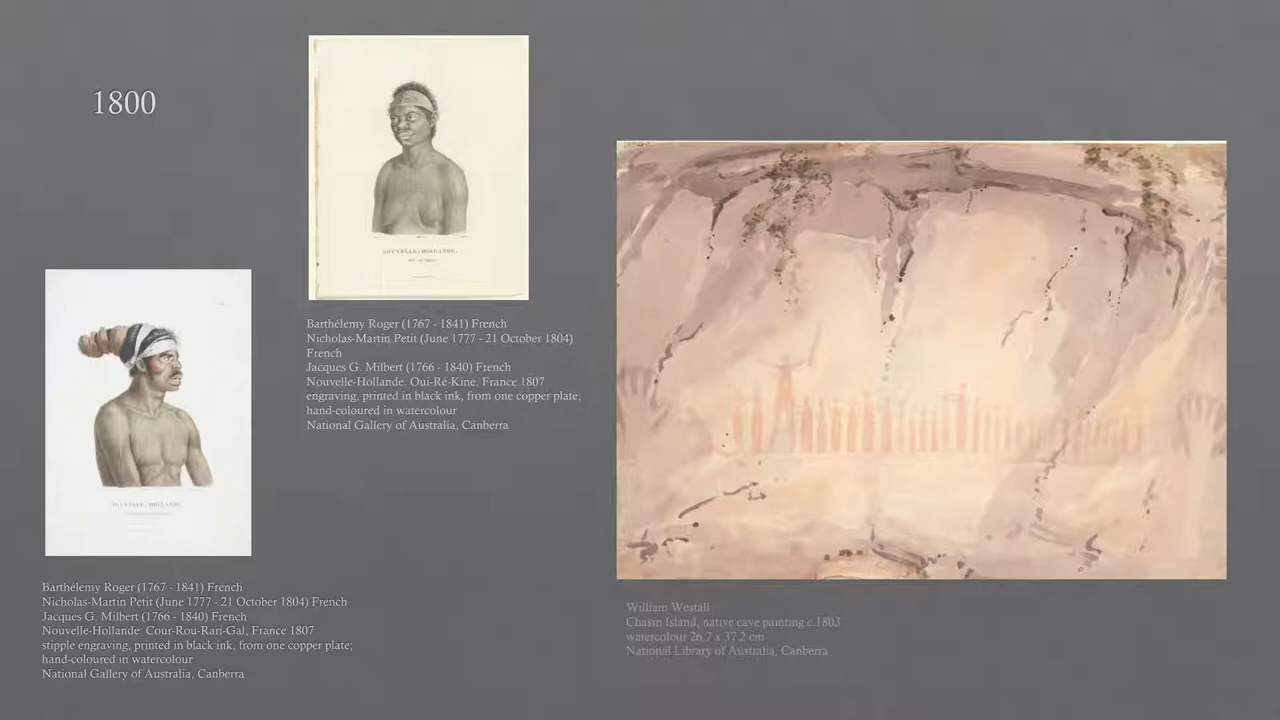 1800
NOUVELLE-HOLLANDE.
Barthélemy Roger (1767 - 1841) French
Nicholas-Martin Petit (June 1777 - 21 October 1804)
French
Jacques G. Milbert (1766 - 1840) French
Nouvelle-Hollande. Oui-Ré-Kine. France 1807
engraving, printed in black ink, from one copper plate;
hand-coloured in watercolour
National Gallery of Australia, Canberra
NOUVELLE-HOLLANDE.
Barthélemy Roger (1767 - 1841) French
Nicholas-Martin Petit (June 1777 - 21 October 1804) French
Jacques G. Milbert (1766 - 1840) French
Nouvelle-Hollande: Cour-Rou-Rari-Gal, France 1807
stipple engraving, printed in black ink, from one copper plate;
hand-coloured in watercolour
National Gallery of Australia, Canberra
William Westall
Chasm Island, native cave painting c.1803
watercolour 26.7 x 37.2 cm
National Library of Australia, Canberra